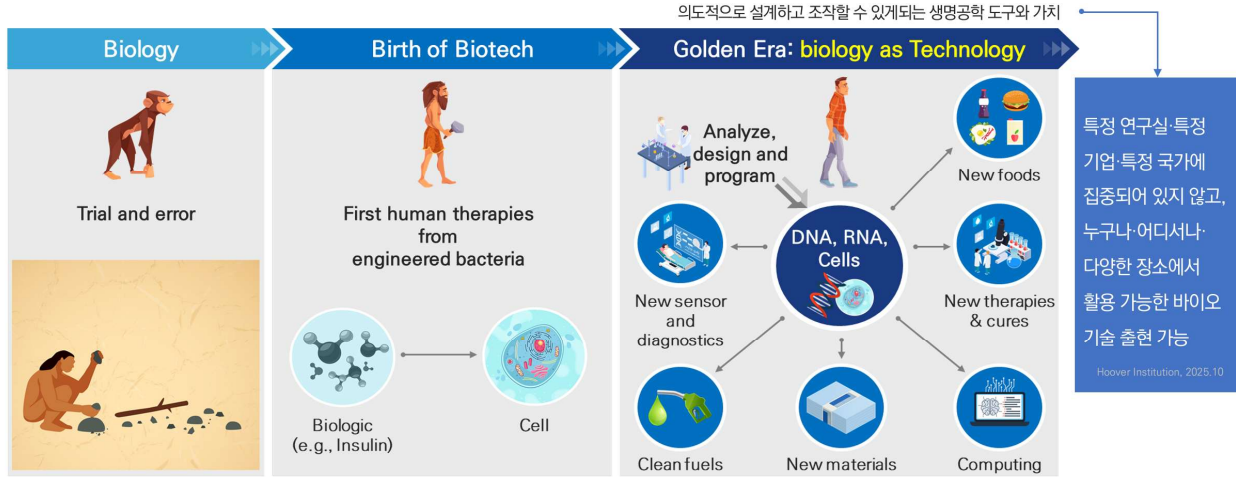 의도적으로 설계하고 조작할 수 있게되는 생명공학 도구와 가치
Biology
Birth of Biotech
Golden Era: biology as Technology
Trial and error
First human therapies
from
engineered bacteria
Biologic
(e.g., Insulin)
Cell
Analyze,
design and
program
DNA, RNA,
Cells
New foods
New sensor
and
diagnostics
New therapies
& cures
Clean fuels
New materials
Computing
특정 연구실·특정
기업·특정 국가에
집중되어 있지 않고,
누구나·어디서나·
다양한 장소에서
활용 가능한 바이오
기술 출현 가능
Hoover Institution, 2025.10